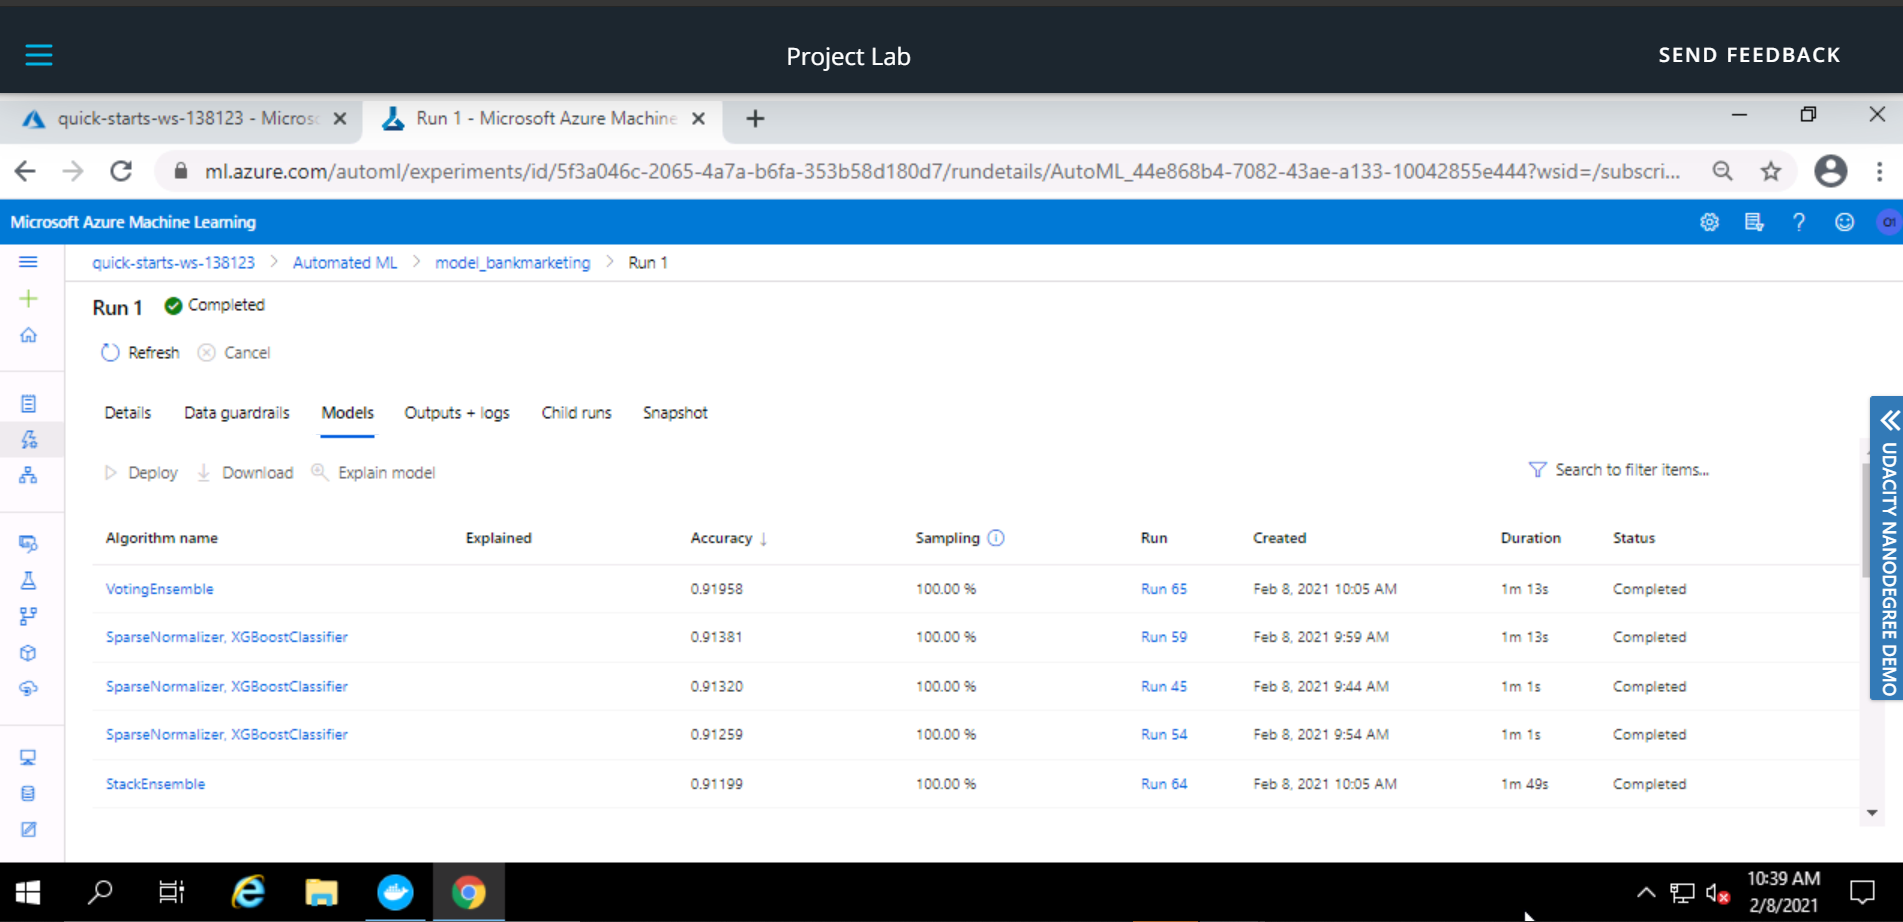 Project Lab
SEND FEEDBACK
quick-starts-ws-138123 - Micros
Run 1 - Microsoft Azure Machine
ml.azure.com/automl/experiments/id/5f3a046c-2065-4a7a-b6fa-353b58d180d7/rundetails/AutoML_44e868b4-7082-43ae-a133-10042855e444?wsid=/subscri...
Microsoft Azure Machine Learning
? 01
quick-starts-ws-138123 > Automated ML > model_bankmarketing > Run 1
Run 1 Completed
Refresh Cancel
Details Data guardrails Models Outputs + logs Child runs Snapshot
Deploy Download Explain model
Search to filter items...
Algorithm name Explained Accuracy ↓ Sampling Run Created Duration Status
VotingEnsemble 0.91958 100.00 % Run 65 Feb 8, 2021 10:05 AM 1m 13s Completed
SparseNormalizer, XGBoostClassifier 0.91381 100.00 % Run 59 Feb 8, 2021 9:59 AM 1m 13s Completed
SparseNormalizer, XGBoostClassifier 0.91320 100.00 % Run 45 Feb 8, 2021 9:44 AM 1m 1s Completed
SparseNormalizer, XGBoostClassifier 0.91259 100.00 % Run 54 Feb 8, 2021 9:54 AM 1m 1s Completed
StackEnsemble 0.91199 100.00 % Run 64 Feb 8, 2021 10:05 AM 1m 49s Completed
UDACITY NANODEGREE DEMO
10:39 AM
2/8/2021